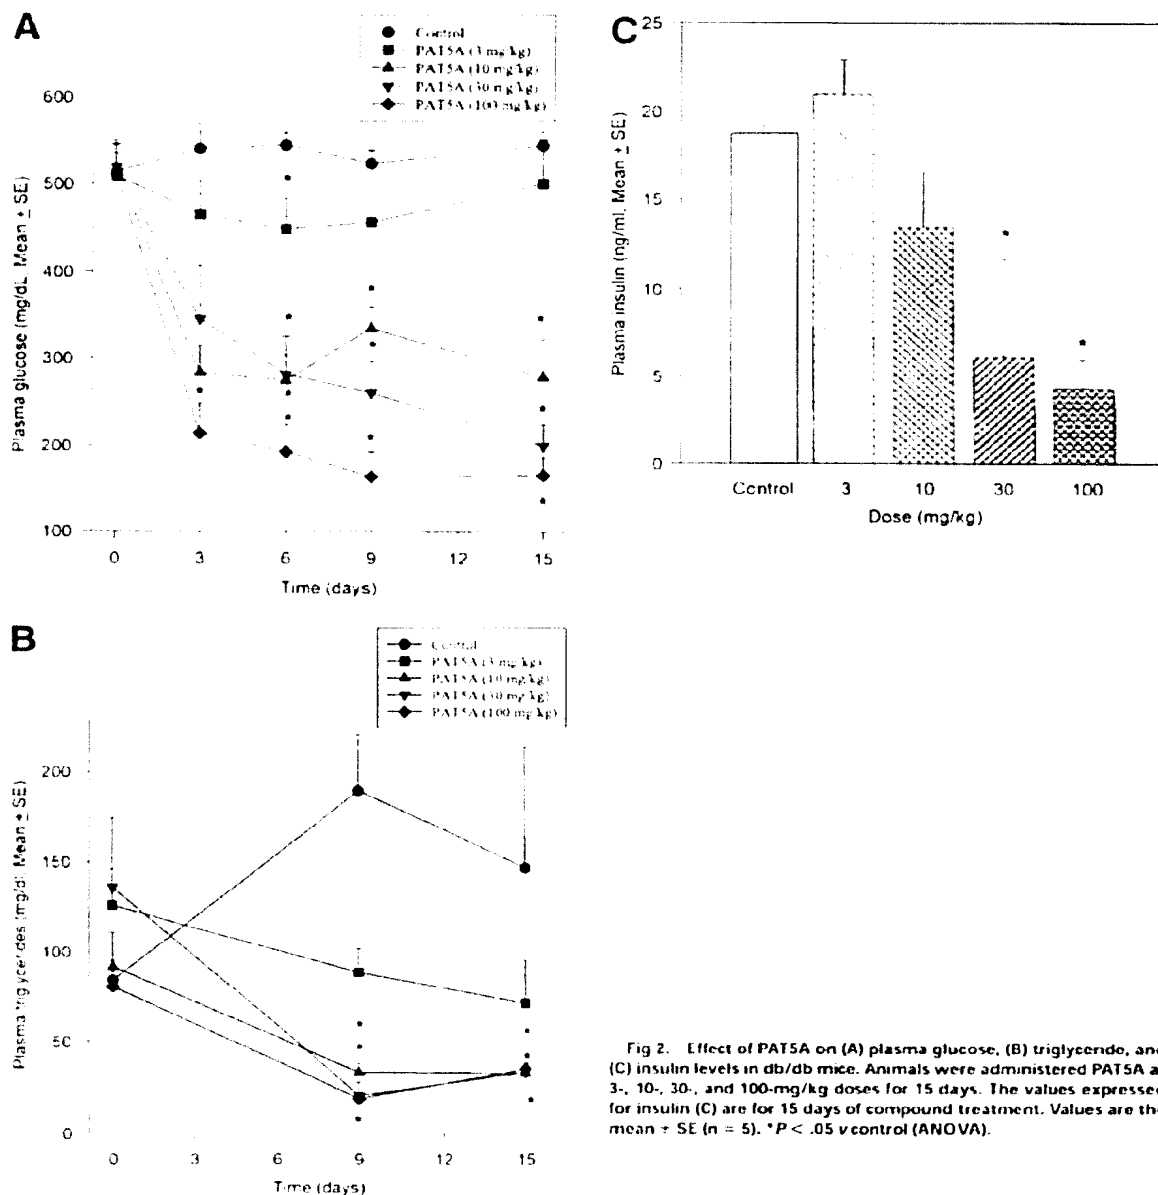 A
Control
PAT5A (3 mg/kg)
PAT5A (10 mg/kg)
PAT5A (30 mg/kg)
PAT5A (100 mg/kg)
600
500
400
300
200
100
Plasma glucose (mg/dL, Mean ± SE)
0 3 6 9 12 15
Time (days)
B
Control
PAT5A (3 mg/kg)
PAT5A (10 mg/kg)
PAT5A (30 mg/kg)
PAT5A (100 mg/kg)
200
150
100
50
0
Plasma triglycerides (mg/dl, Mean ± SE)
0 3 6 9 12 15
Time (days)
C
25
20
15
10
5
0
Plasma insulin (ng/ml, Mean ± SE)
Control 3 10 30 100
Dose (mg/kg)
Fig 2. Effect of PAT5A on (A) plasma glucose, (B) triglyceride, and
(C) insulin levels in db/db mice. Animals were administered PAT5A a
3-, 10-, 30-, and 100-mg/kg doses for 15 days. The values expressed
for insulin (C) are for 15 days of compound treatment. Values are the
mean ± SE (n = 5). *P < .05 v control (ANOVA).